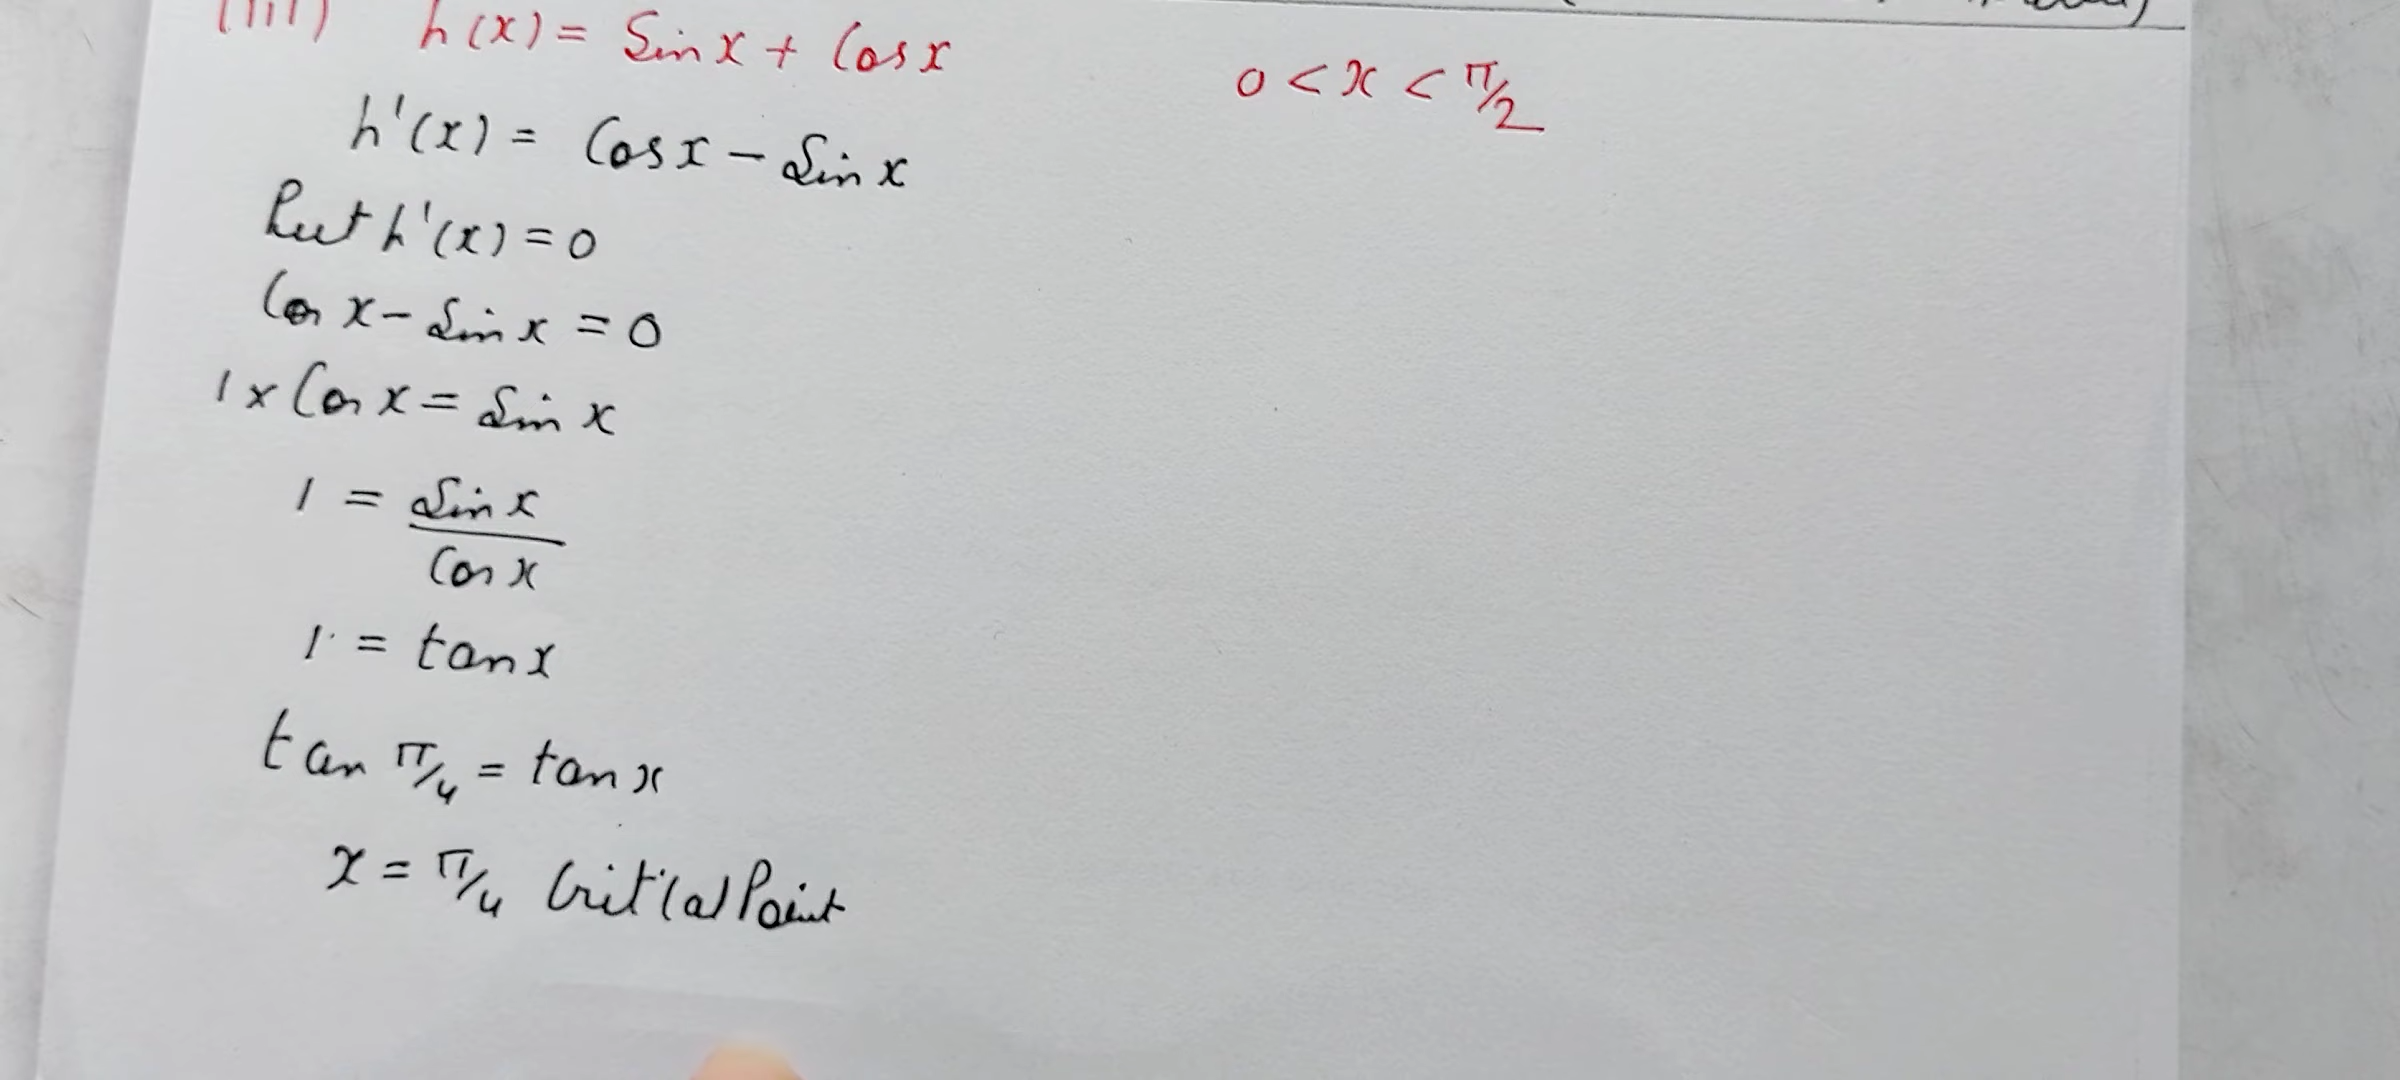 (iii) h(x) = Sin x + Cos x 0 < x < π/2
h'(x) = Cos x - Sin x
Put h'(x) = 0
Cos x - Sin x = 0
1 x Cos x = Sin x
1 = Sin x / Cos x
1 = tan x
tan π/4 = tan x
x = π/4 Critical Point